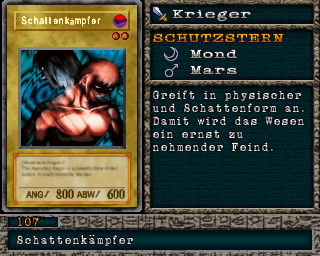 Schattenkämpfer
ANG/ 800 ABW/ 600
Krieger
SCHUTZSTERN
Mond
Mars
Greift in physischer
und Schattenform an.
Damit wird das Wesen
ein ernst zu
nehmender Feind.
107
Schattenkämpfer